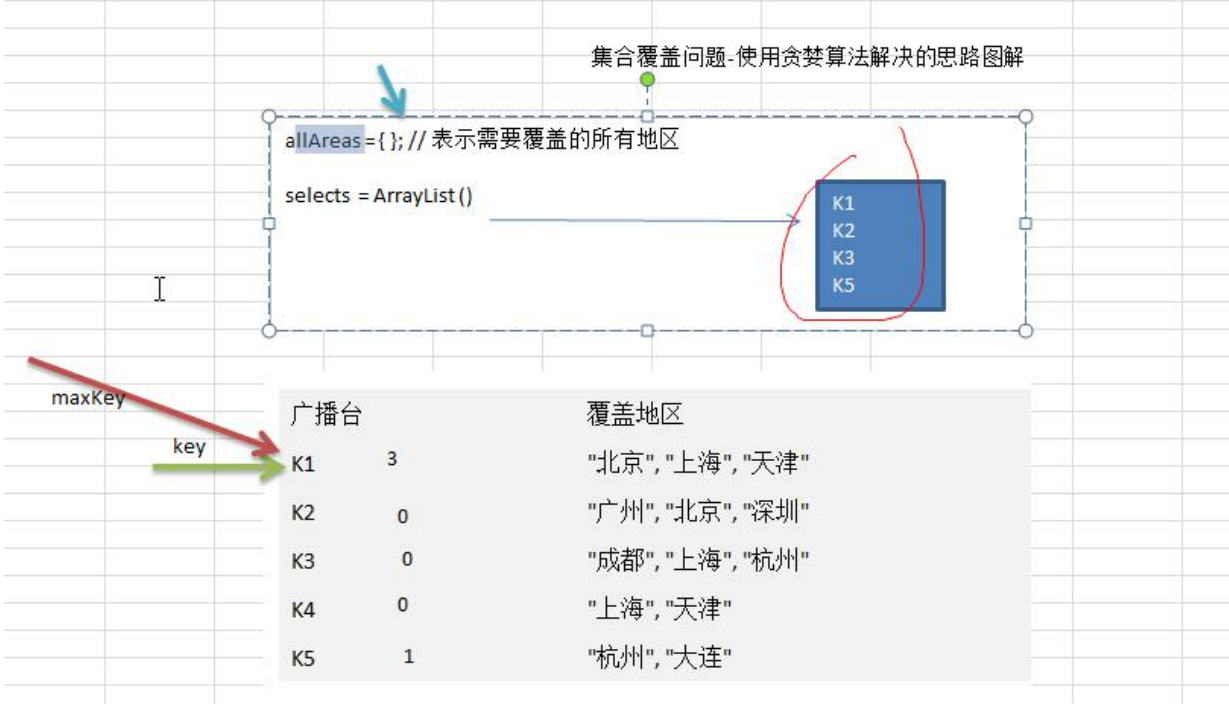 集合覆盖问题-使用贪婪算法解决的思路图解
allAreas={ }; // 表示需要覆盖的所有地区
selects = ArrayList ()
K1
K2
K3
K5
maxKey
key
广播台 覆盖地区
K1 3 "北京", "上海", "天津"
K2 0 "广州", "北京", "深圳"
K3 0 "成都", "上海", "杭州"
K4 0 "上海", "天津"
K5 1 "杭州", "大连"